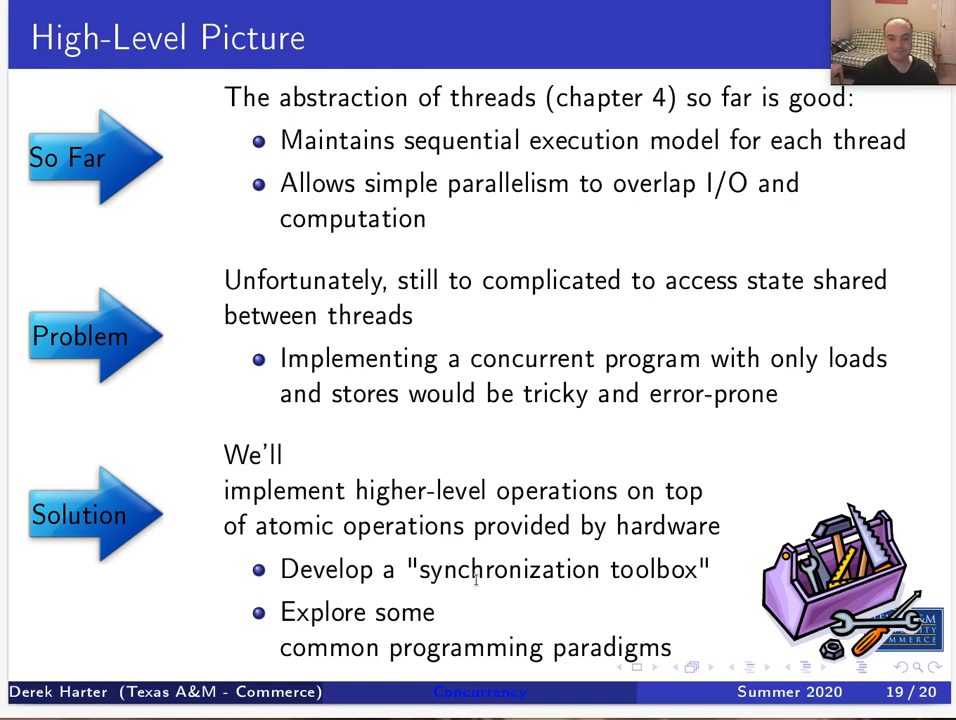 High-Level Picture
The abstraction of threads (chapter 4) so far is good:
So Far
Maintains sequential execution model for each thread
Allows simple parallelism to overlap I/O and
computation
Unfortunately, still to complicated to access state shared
between threads
Problem
Implementing a concurrent program with only loads
and stores would be tricky and error-prone
We'll
implement higher-level operations on top
Solution
of atomic operations provided by hardware
Develop a "synchronization toolbox"
Explore some
common programming paradigms
Derek Harter (Texas A&M - Commerce) Concurrency Summer 2020 19 / 20